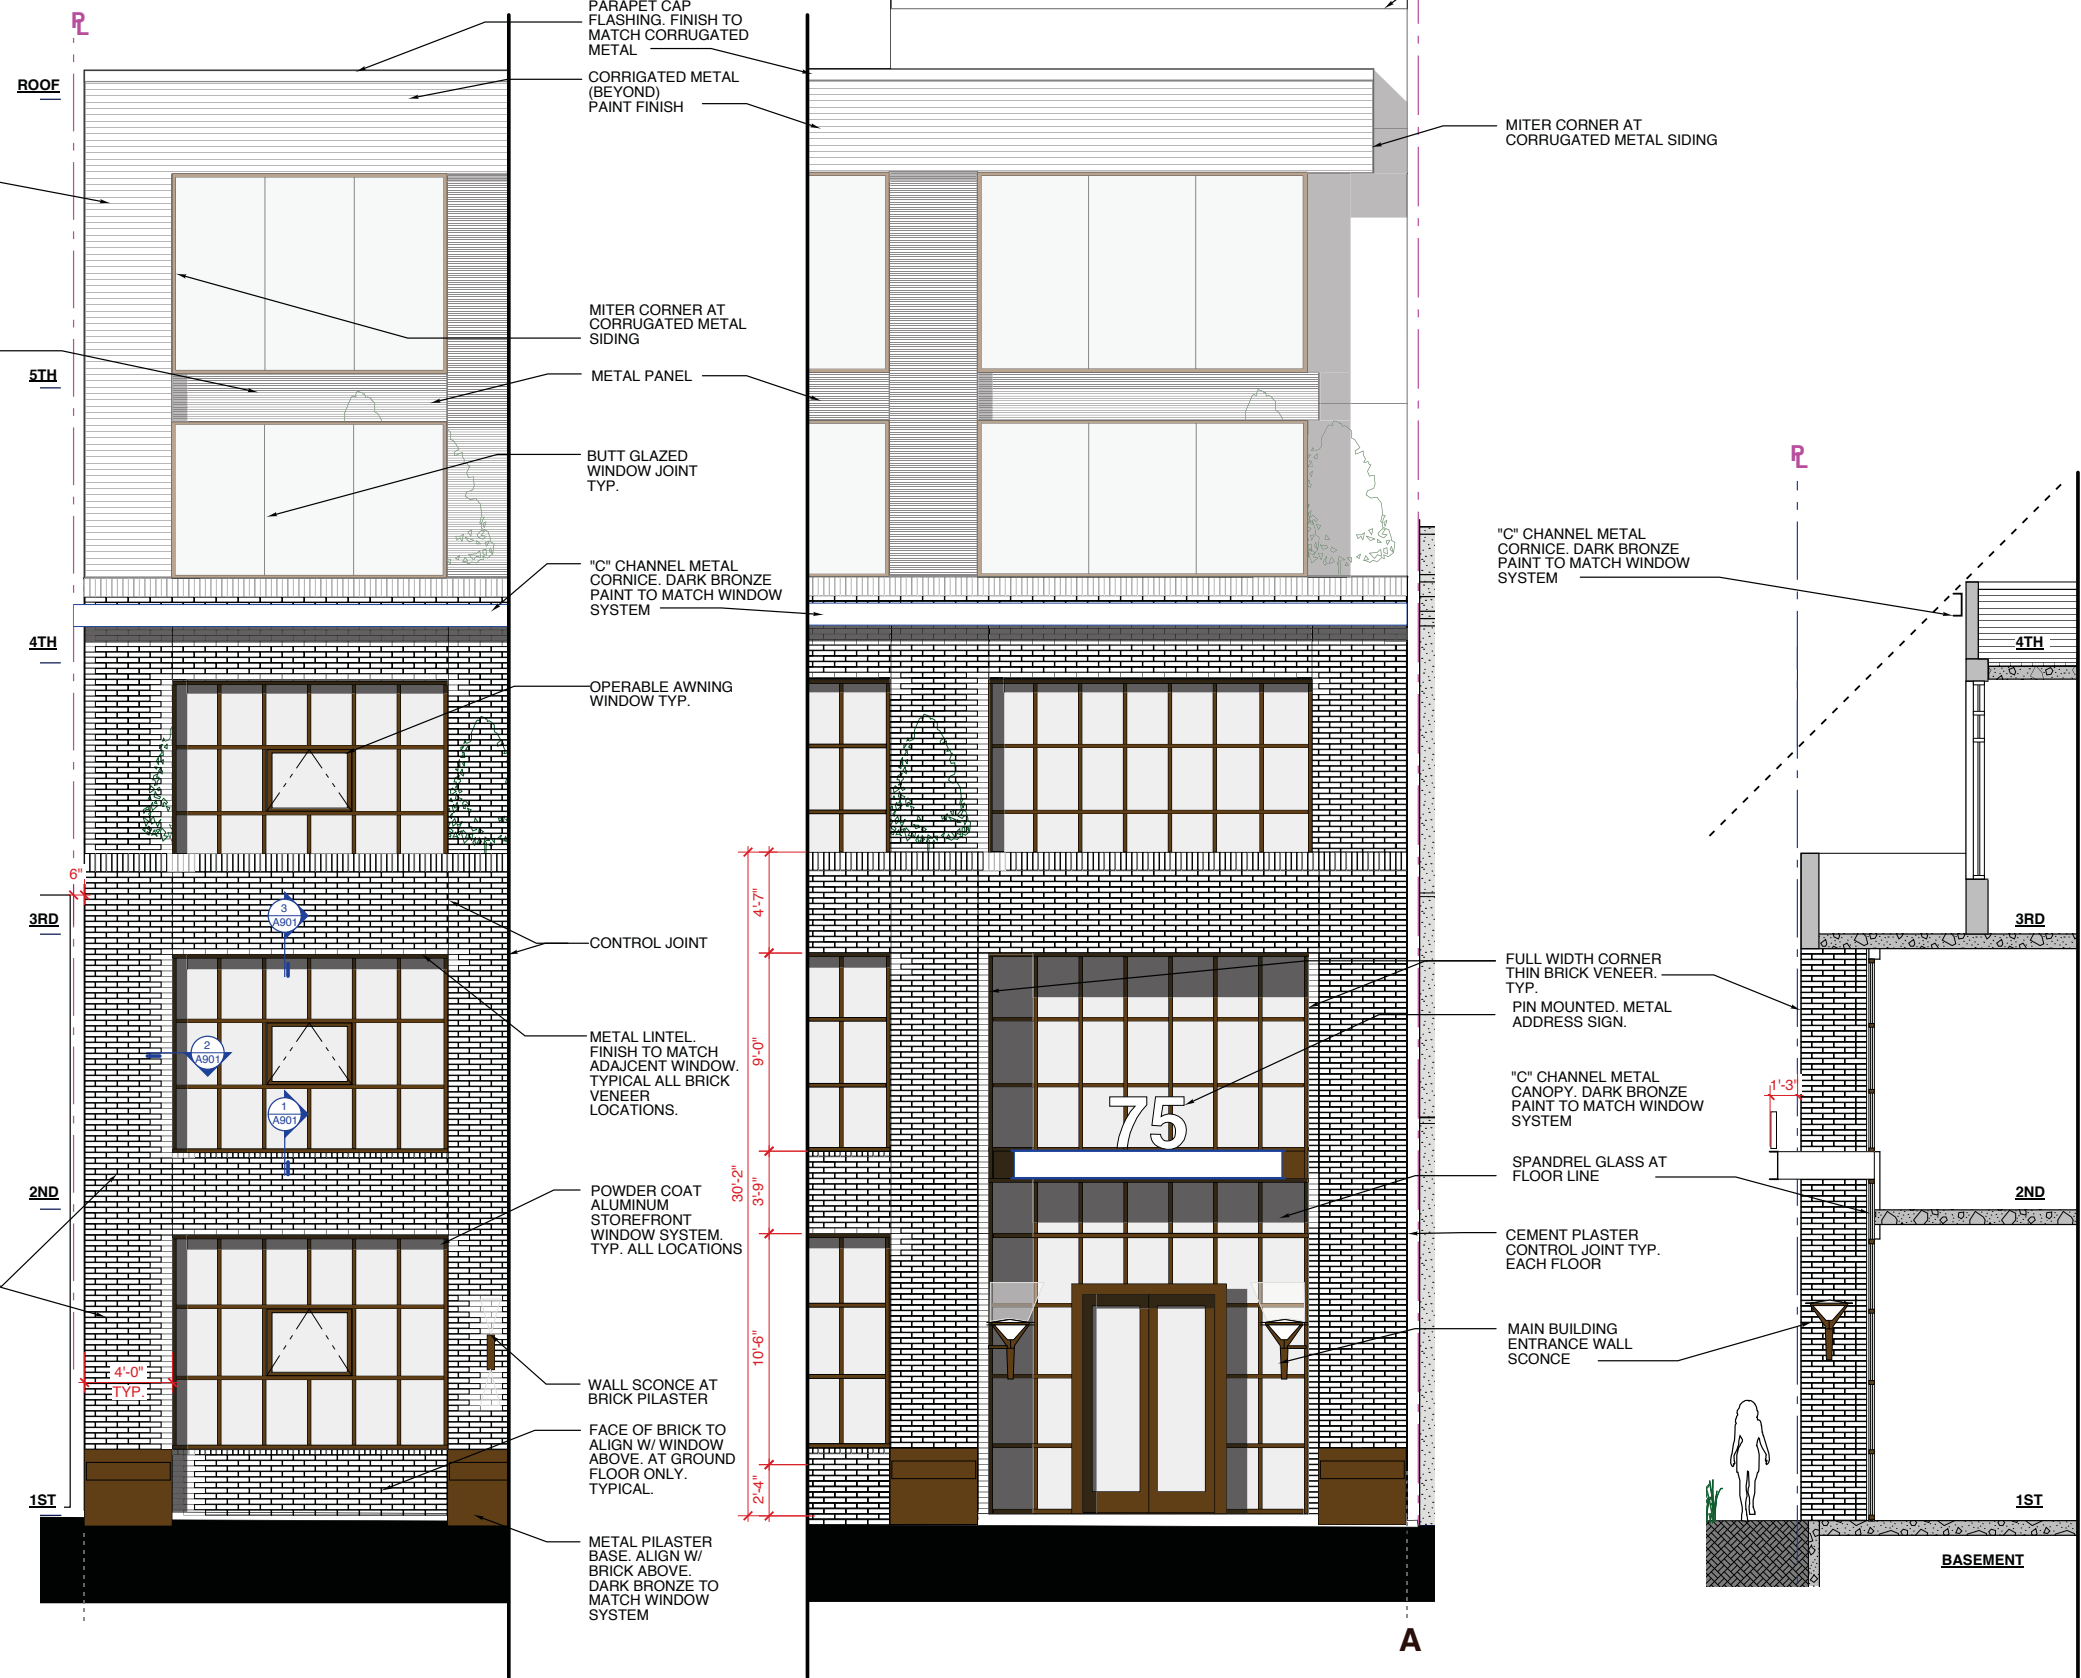 PL
ROOF
5TH
4TH
3RD
2ND
1ST
6"
3
A901
2
A901
1
A901
4'-0"
TYP.
PARAPET CAP
FLASHING. FINISH TO
MATCH CORRUGATED
METAL
CORRIGATED METAL
(BEYOND)
PAINT FINISH
MITER CORNER AT
CORRUGATED METAL
SIDING
METAL PANEL
BUTT GLAZED
WINDOW JOINT
TYP.
"C" CHANNEL METAL
CORNICE. DARK BRONZE
PAINT TO MATCH WINDOW
SYSTEM
OPERABLE AWNING
WINDOW TYP.
CONTROL JOINT
METAL LINTEL.
FINISH TO MATCH
ADAJCENT WINDOW.
TYPICAL ALL BRICK
VENEER
LOCATIONS.
POWDER COAT
ALUMINUM
STOREFRONT
WINDOW SYSTEM.
TYP. ALL LOCATIONS
WALL SCONCE AT
BRICK PILASTER
FACE OF BRICK TO
ALIGN W/ WINDOW
ABOVE. AT GROUND
FLOOR ONLY.
TYPICAL.
METAL PILASTER
BASE. ALIGN W/
BRICK ABOVE.
DARK BRONZE TO
MATCH WINDOW
SYSTEM
30'-2"
4'-7"
9'-0"
3'-9"
10'-6"
2'-4"
75
A
MITER CORNER AT
CORRUGATED METAL SIDING
"C" CHANNEL METAL
CORNICE. DARK BRONZE
PAINT TO MATCH WINDOW
SYSTEM
FULL WIDTH CORNER
THIN BRICK VENEER.
TYP.
PIN MOUNTED. METAL
ADDRESS SIGN.
"C" CHANNEL METAL
CANOPY. DARK BRONZE
PAINT TO MATCH WINDOW
SYSTEM
SPANDREL GLASS AT
FLOOR LINE
CEMENT PLASTER
CONTROL JOINT TYP.
EACH FLOOR
MAIN BUILDING
ENTRANCE WALL
SCONCE
PL
1'-3"
4TH
3RD
2ND
1ST
BASEMENT